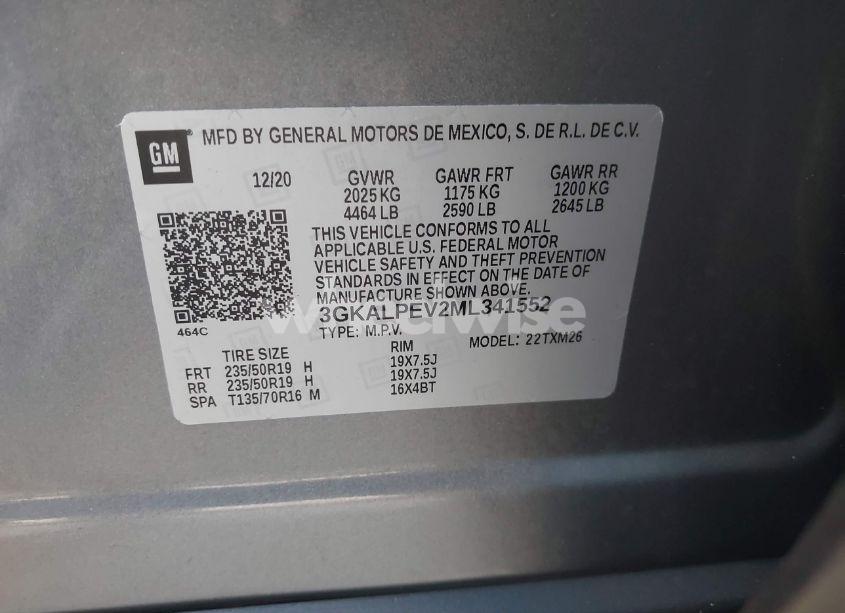 GM ® MFD BY GENERAL MOTORS DE MEXICO, S. DE R.L. DE C.V.
12/20 GVWR GAWR FRT GAWR RR
2025 KG 1175 KG 1200 KG
4464 LB 2590 LB 2645 LB
THIS VEHICLE CONFORMS TO ALL
APPLICABLE U.S. FEDERAL MOTOR
VEHICLE SAFETY AND THEFT PREVENTION
STANDARDS IN EFFECT ON THE DATE OF
MANUFACTURE SHOWN ABOVE.
3GKALPEV2ML341552
464C
TYPE: M.P.V. MODEL: 22TXM26
TIRE SIZE RIM
FRT 235/50R19 H 19X7.5J
RR 235/50R19 H 19X7.5J
SPA T135/70R16 M 16X4BT